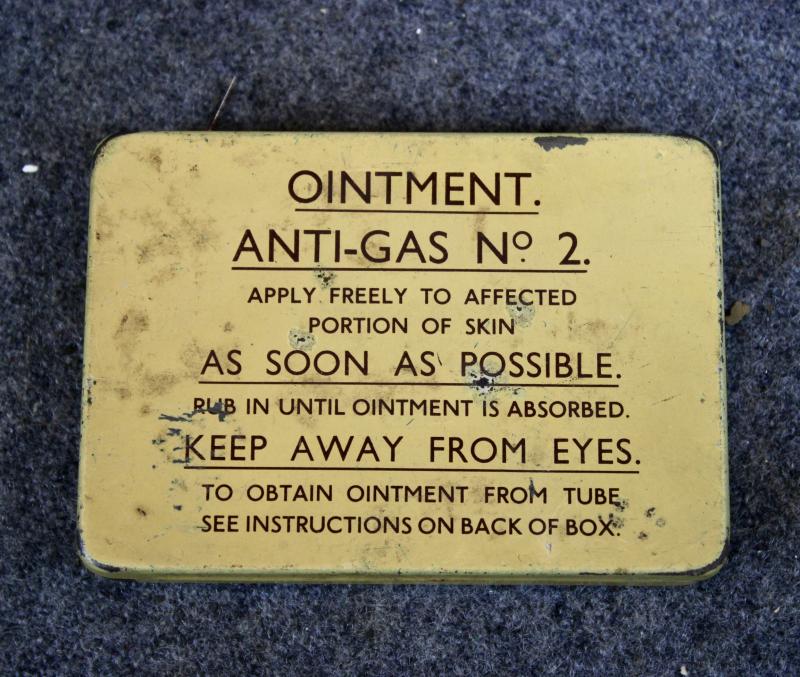 OINTMENT.
ANTI-GAS Nº 2.
APPLY FREELY TO AFFECTED
PORTION OF SKIN
AS SOON AS POSSIBLE.
RUB IN UNTIL OINTMENT IS ABSORBED.
KEEP AWAY FROM EYES.
TO OBTAIN OINTMENT FROM TUBE
SEE INSTRUCTIONS ON BACK OF BOX.